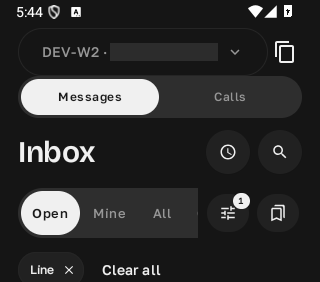 5:44 A
DEV-W2 ·
Messages Calls
Inbox
Open Mine All 1
Line Clear all